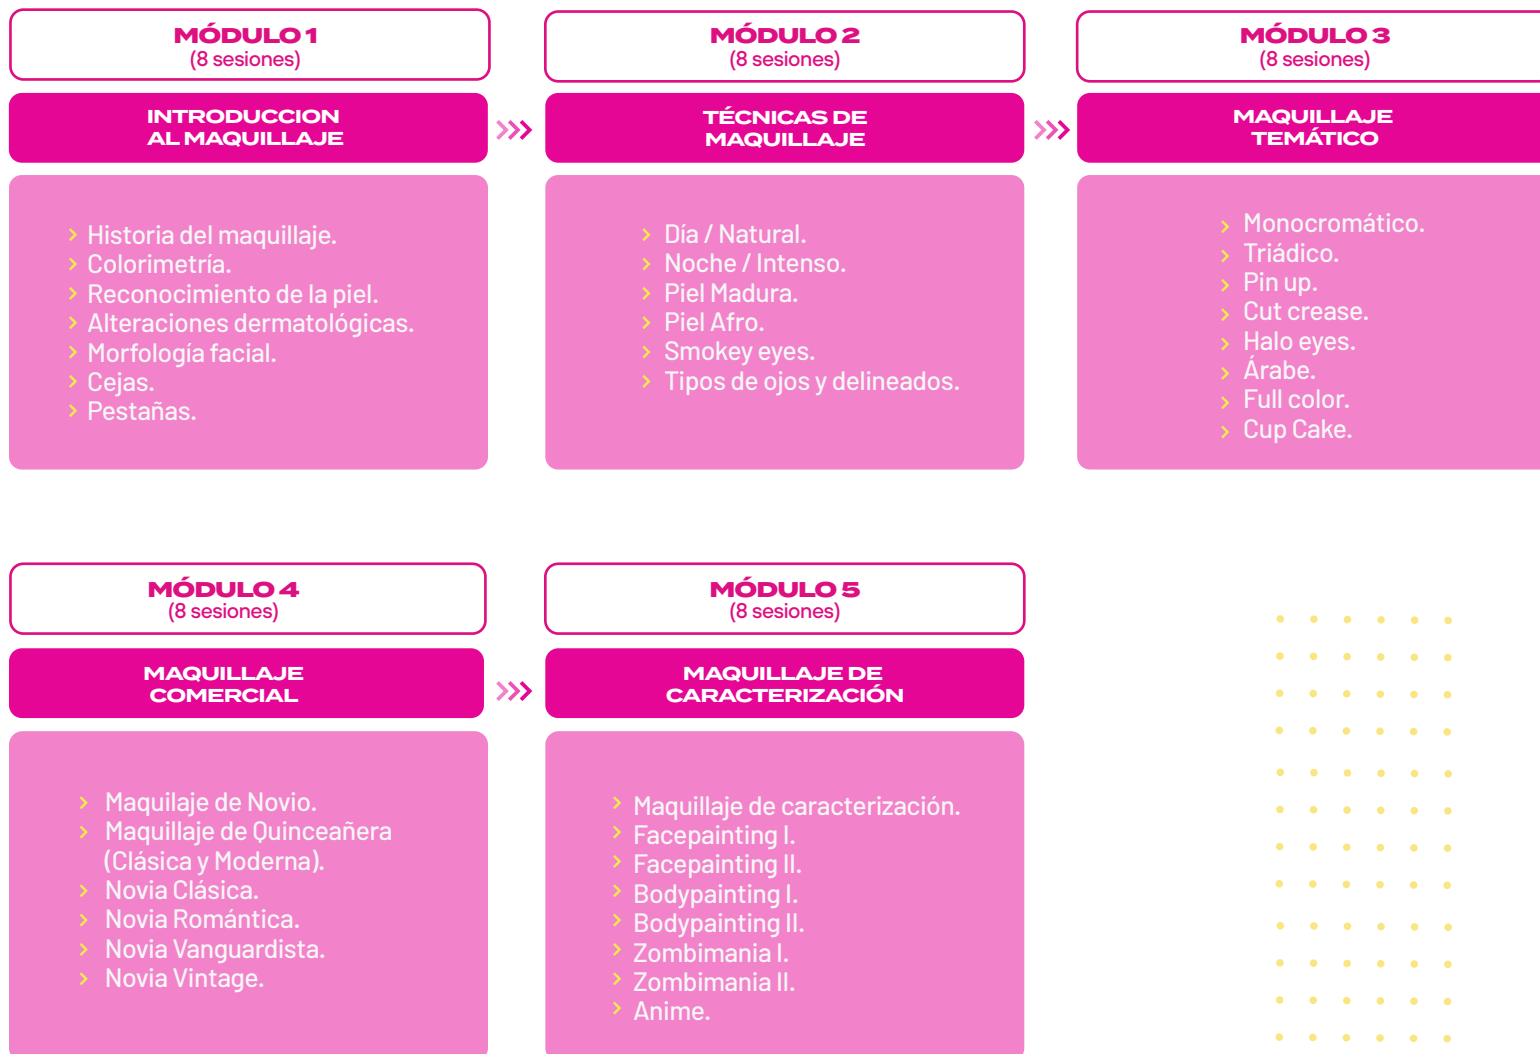 MÓDULO 1
(8 sesiones)
INTRODUCCION
AL MAQUILLAJE
Historia del maquillaje.
Colorimetría.
Reconocimiento de la piel.
Alteraciones dermatológicas.
Morfología facial.
Cejas.
Pestañas.
MÓDULO 2
(8 sesiones)
TÉCNICAS DE
MAQUILLAJE
Día / Natural.
Noche / Intenso.
Piel Madura.
Piel Afro.
Smokey eyes.
Tipos de ojos y delineados.
MÓDULO 3
(8 sesiones)
MAQUILLAJE
TEMÁTICO
Monocromático.
Triádico.
Pin up.
Cut crease.
Halo eyes.
Árabe.
Full color.
Cup Cake.
MÓDULO 4
(8 sesiones)
MAQUILLAJE
COMERCIAL
Maquilaje de Novio.
Maquillaje de Quinceañera
(Clásica y Moderna).
Novia Clásica.
Novia Romántica.
Novia Vanguardista.
Novia Vintage.
MÓDULO 5
(8 sesiones)
MAQUILLAJE DE
CARACTERIZACIÓN
Maquillaje de caracterización.
Facepainting I.
Facepainting II.
Bodypainting I.
Bodypainting II.
Zombimania I.
Zombimania II.
Anime.